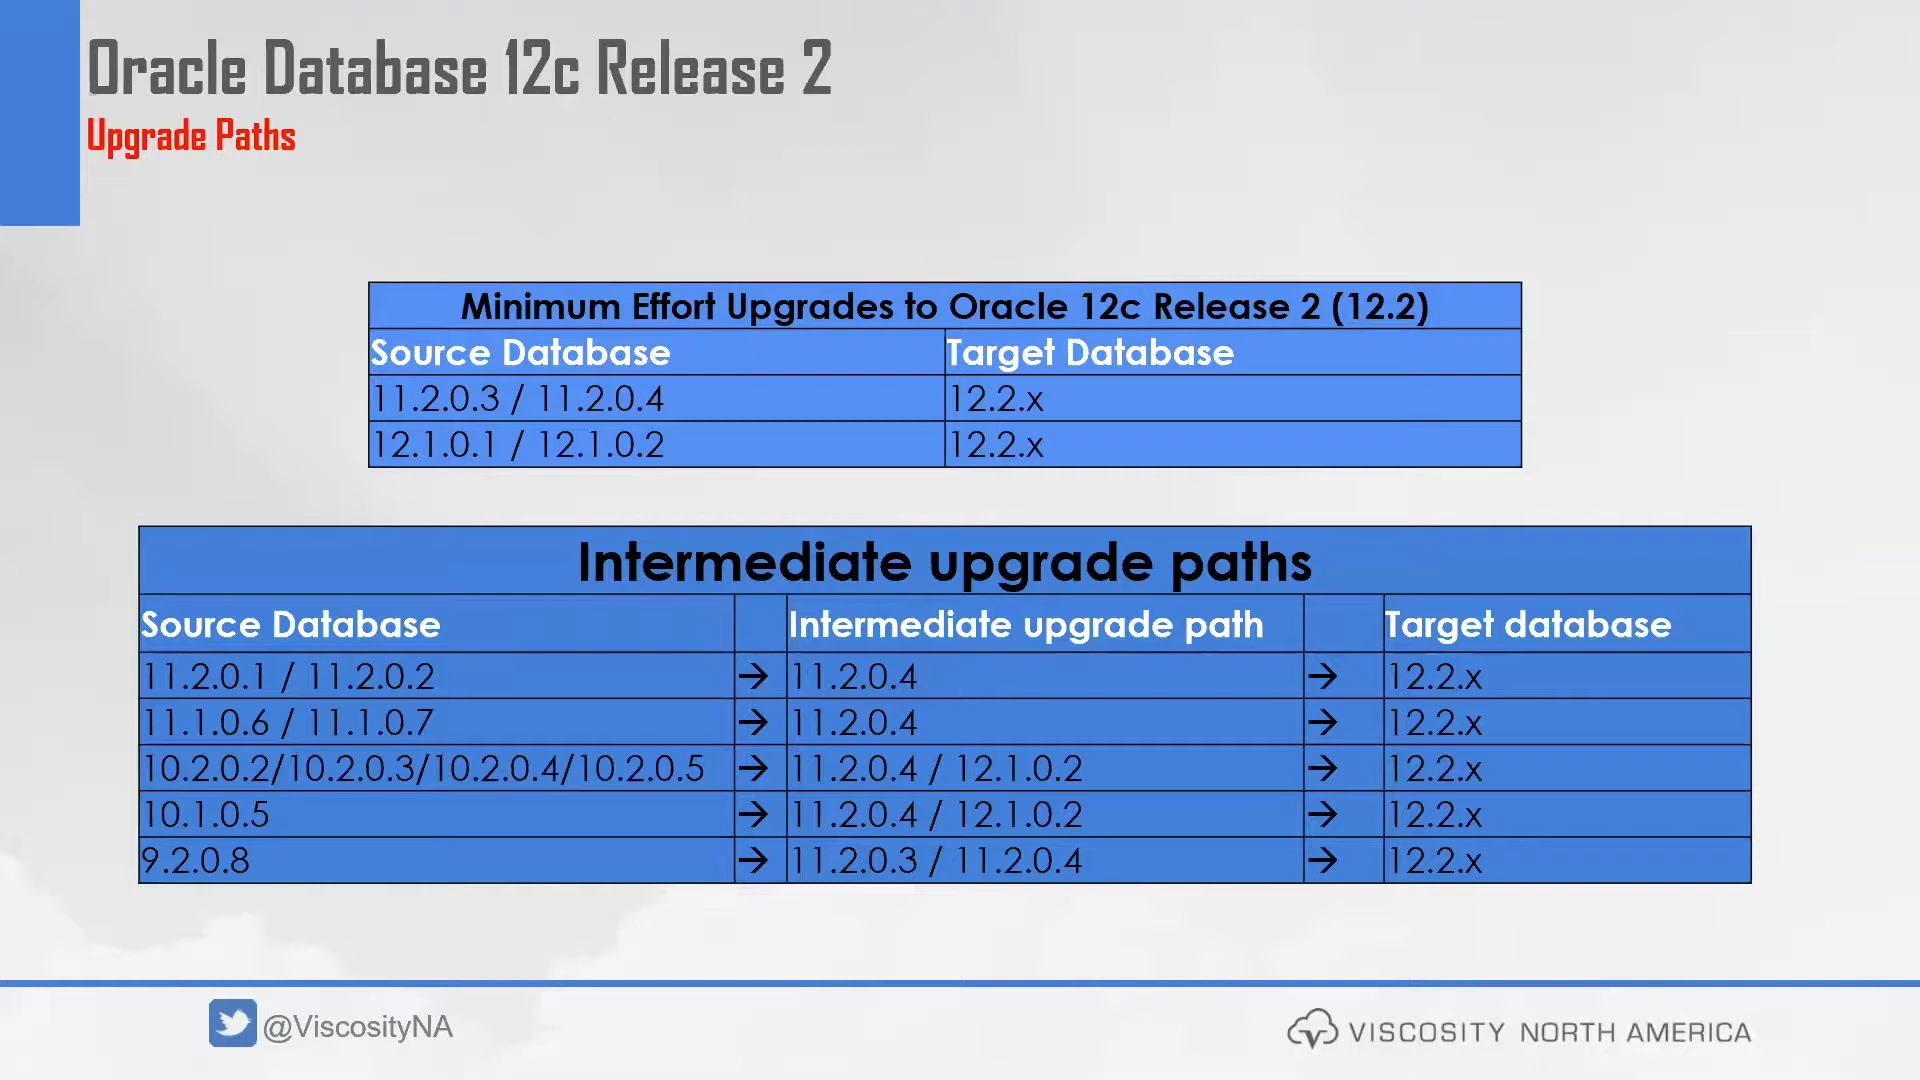 Oracle Database 12c Release 2
Upgrade Paths
Minimum Effort Upgrades to Oracle 12c Release 2 (12.2)
Source Database Target Database
11.2.0.3 / 11.2.0.4 12.2.x
12.1.0.1 / 12.1.0.2 12.2.x
Intermediate upgrade paths
Source Database Intermediate upgrade path Target database
11.2.0.1 / 11.2.0.2 → 11.2.0.4 → 12.2.x
11.1.0.6 / 11.1.0.7 → 11.2.0.4 → 12.2.x
10.2.0.2/10.2.0.3/10.2.0.4/10.2.0.5 → 11.2.0.4 / 12.1.0.2 → 12.2.x
10.1.0.5 → 11.2.0.4 / 12.1.0.2 → 12.2.x
9.2.0.8 → 11.2.0.3 / 11.2.0.4 → 12.2.x
@ViscosityNA VISCOSITY NORTH AMERICA